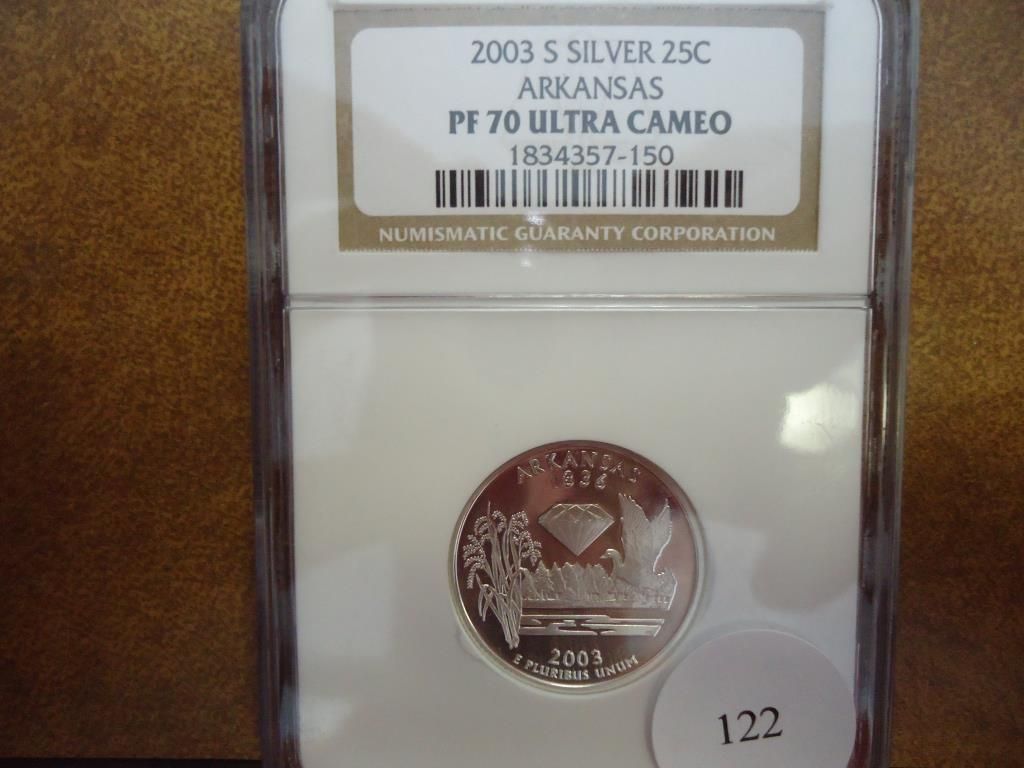 2003 S SILVER 25C
ARKANSAS
PF 70 ULTRA CAMEO
1834357-150
NUMISMATIC GUARANTY CORPORATION
ARKANSAS
1836
2003
E PLURIBUS UNUM
122